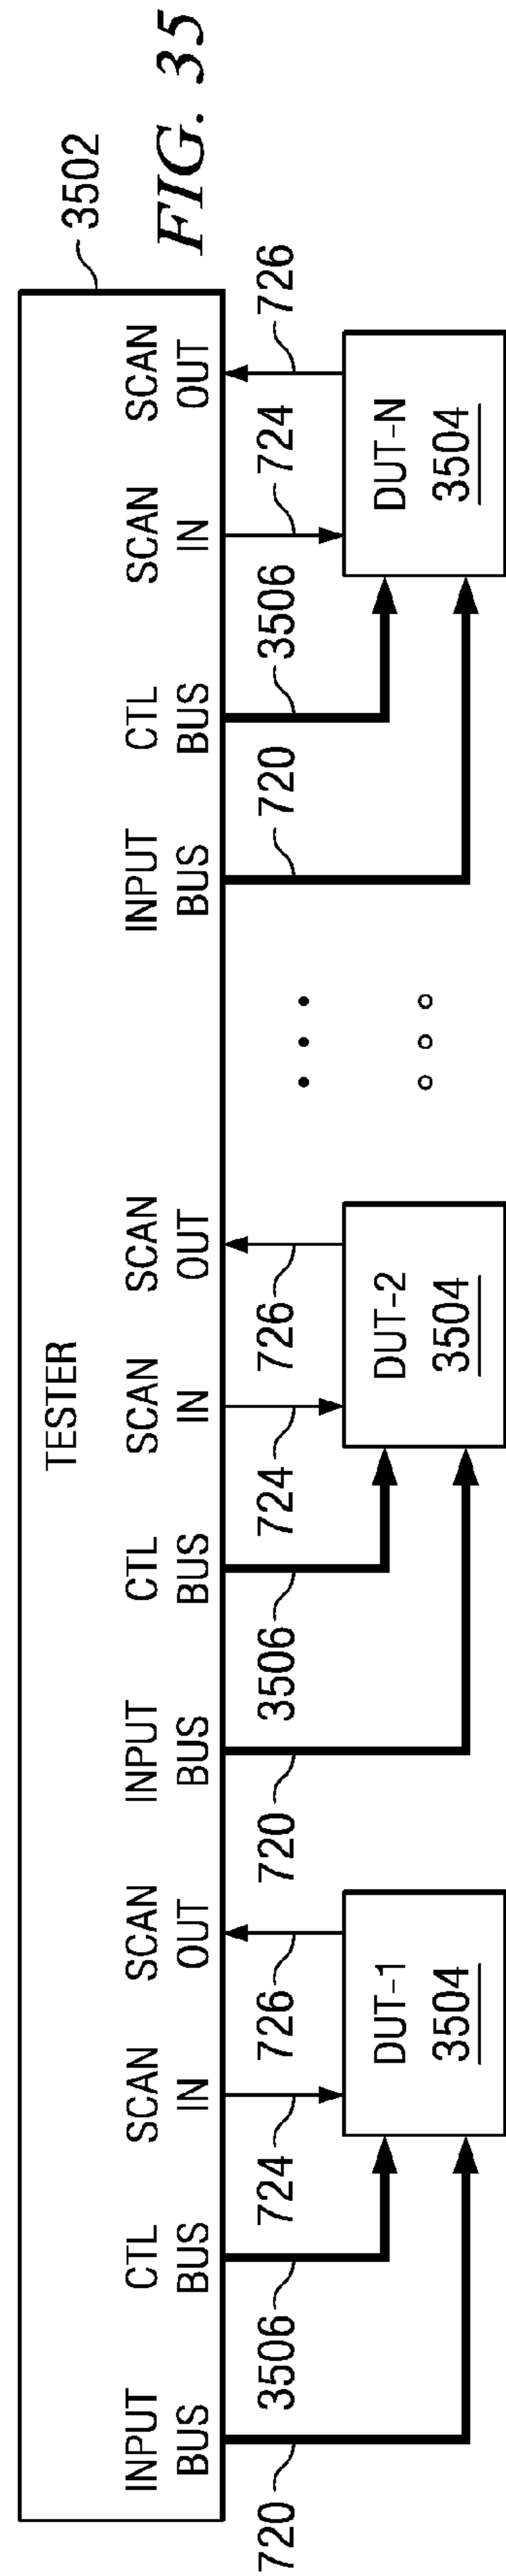 FIG. 35
3502
TESTER
INPUT BUS
CTL BUS
SCAN IN
SCAN OUT
INPUT BUS
CTL BUS
SCAN IN
SCAN OUT
INPUT BUS
CTL BUS
SCAN IN
SCAN OUT
720
3506
724
726
720
3506
724
726
720
3506
724
726
DUT-1
3504
DUT-2
3504
DUT-N
3504